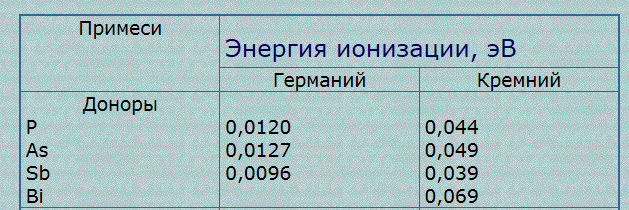 Примеси Энергия ионизации, эВ
Германий Кремний
Доноры
P 0,0120 0,044
As 0,0127 0,049
Sb 0,0096 0,039
Bi 0,069